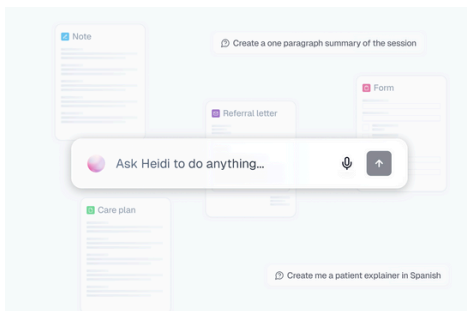 Note
Create a one paragraph summary of the session
Form
Referral letter
Ask Heidi to do anything...
Care plan
Create me a patient explainer in Spanish